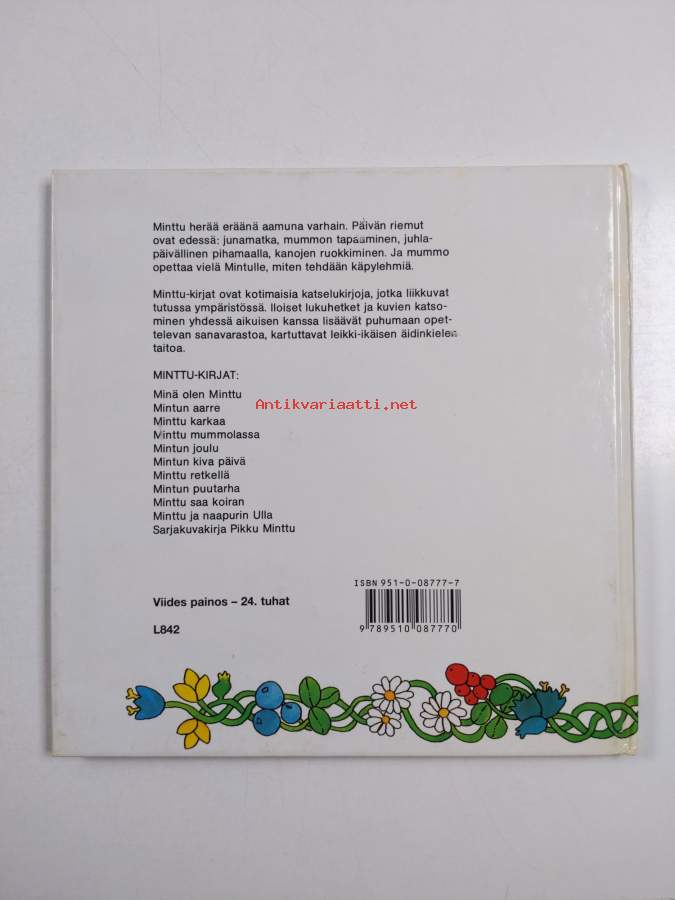 Minttu herää eräänä aamuna varhain. Päivän riemut
ovat edessä: junamatka, mummon tapaaminen, juhla-
päivällinen pihamaalla, kanojen ruokkiminen. Ja mummo
opettaa vielä Mintulle, miten tehdään käpylehmiä.
Minttu-kirjat ovat kotimaisia katselukirjoja, jotka liikkuvat
tutussa ympäristössä. Iloiset lukuhetket ja kuvien katso-
minen yhdessä aikuisen kanssa lisäävät puhumaan opet-
televan sanavarastoa, kartuttavat leikki-ikäisen äidinkielen
taitoa.
MINTTU-KIRJAT:
Minä olen Minttu
Mintun aarre
Antikvariaatti.net
Minttu karkaa
Minttu mummolassa
Mintun joulu
Mintun kiva päivä
Minttu retkellä
Mintun puutarha
Minttu saa koiran
Minttu ja naapurin Ulla
Sarjakuvakirja Pikku Minttu
ISBN 951-0-08777-7
Viides painos – 24. tuhat
9 789510 087770
L842